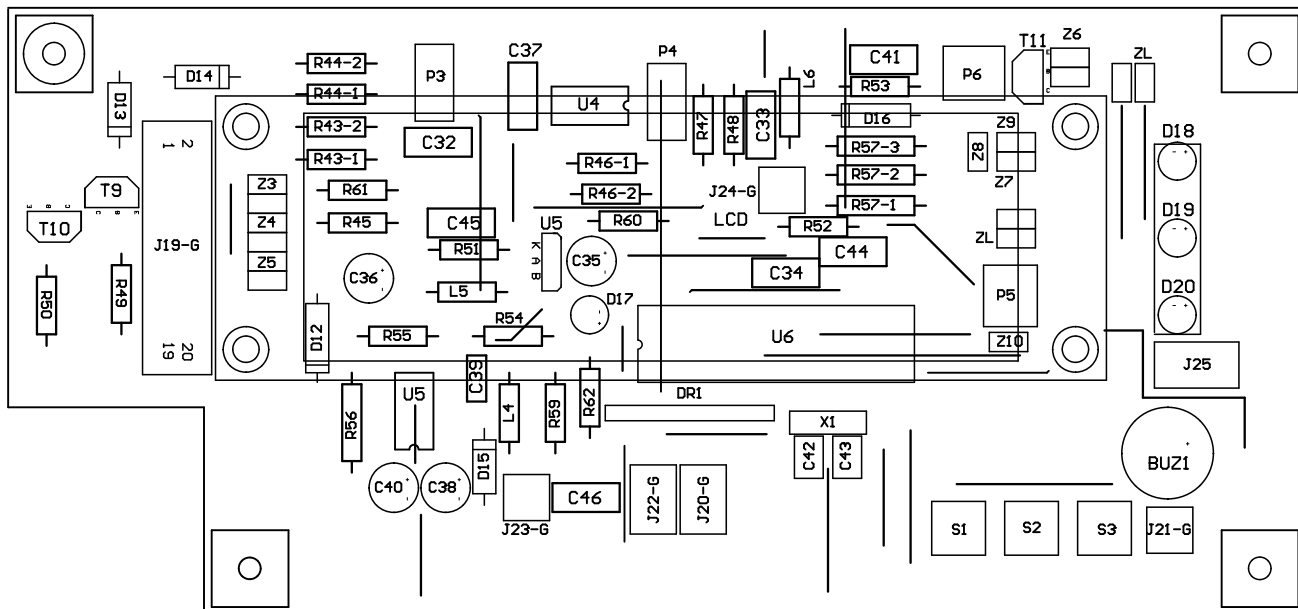 Z6
T11
E
B
C
ZL
C37
P4
C41
R44-2
P3
P6
D14
L6
R53
R44-1
D13
U4
R47
R48
C33
D16
R43-2
Z9
D18
2
1
C32
R57-3
Z8
R43-1
R46-1
R57-2
Z3
R61
J24-G
Z7
T9
R46-2
E
B
C
C
B
E
R57-1
T10
Z4
R45
C45
U5
R60
LCD
R52
D19
J19-G
R51
K A B
C44
ZL
Z5
C36
C35
C34
R50
R49
L5
D17
P5
D20
R54
D12
R55
U6
Z10
19
20
C39
J25
R56
U5
L4
R59
R62
DR1
X1
D15
C42
C43
BUZ1
C40
C38
J23-G
C46
J22-G
J20-G
S1
S2
S3
J21-G